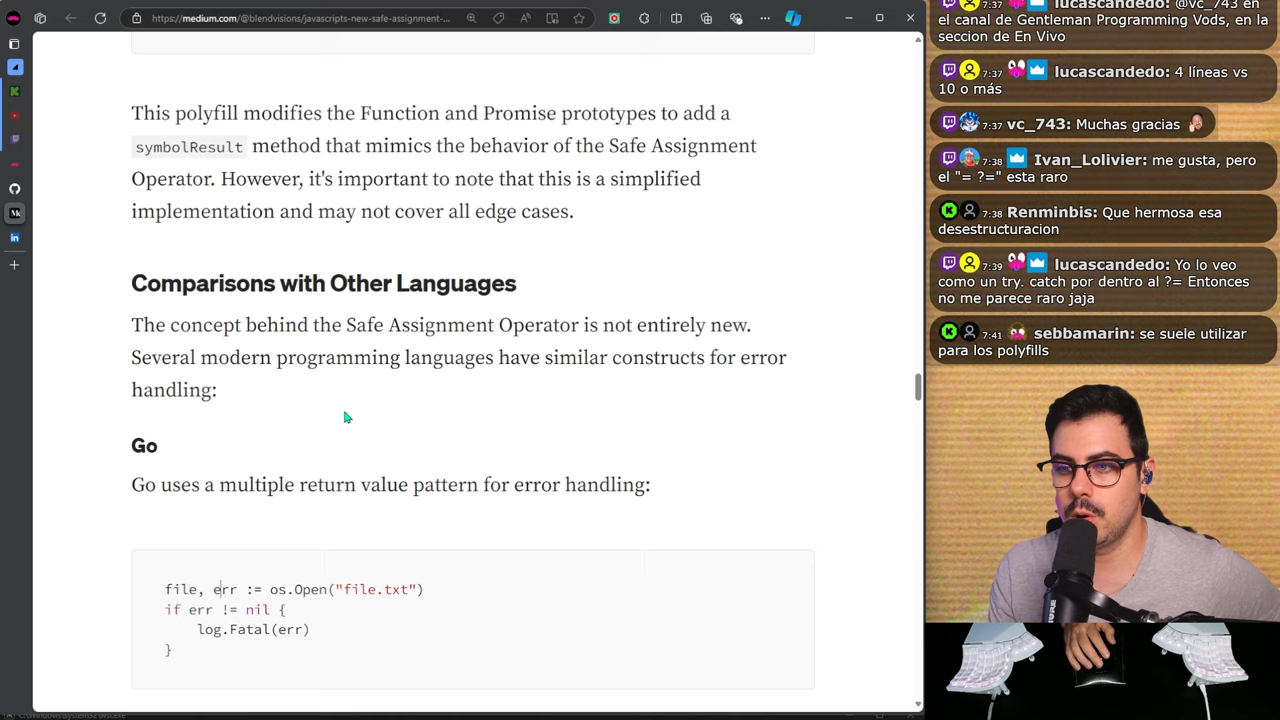 https://medium.com/@blendvisions/javascripts-new-safe-assignment-...
This polyfill modifies the Function and Promise prototypes to add a
symbolResult method that mimics the behavior of the Safe Assignment
Operator. However, it's important to note that this is a simplified
implementation and may not cover all edge cases.
Comparisons with Other Languages
The concept behind the Safe Assignment Operator is not entirely new.
Several modern programming languages have similar constructs for error
handling:
Go
Go uses a multiple return value pattern for error handling:
file, err := os.Open("file.txt")
if err != nil {
log.Fatal(err)
}
lucascandedo: @vc_743 en
el canal de Gentleman Programming Vods, en la
seccion de En Vivo
7:37 lucascandedo: 4 líneas vs
10 o más
7:37 vc_743: Muchas gracias
7:38 Ivan_Lolivier: me gusta, pero
el "= ?=" esta raro
7:38 Renminbis: Que hermosa esa
desestructuracion
7:39 lucascandedo: Yo lo veo
como un try. catch por dentro al ?= Entonces
no me parece raro jaja
7:41 sebbamarin: se suele utilizar
para los polyfills